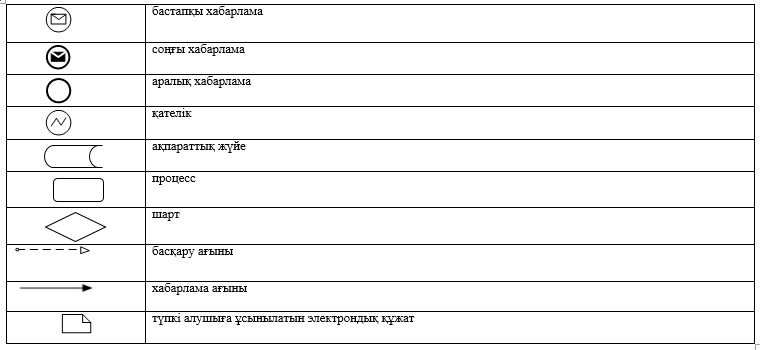 бастапқы хабарлама
соңғы хабарлама
аралық хабарлама
қателік
ақпараттық жүйе
процесс
шарт
басқару ағыны
хабарлама ағыны
түпкі алушыға ұсынылатын электрондық құжат